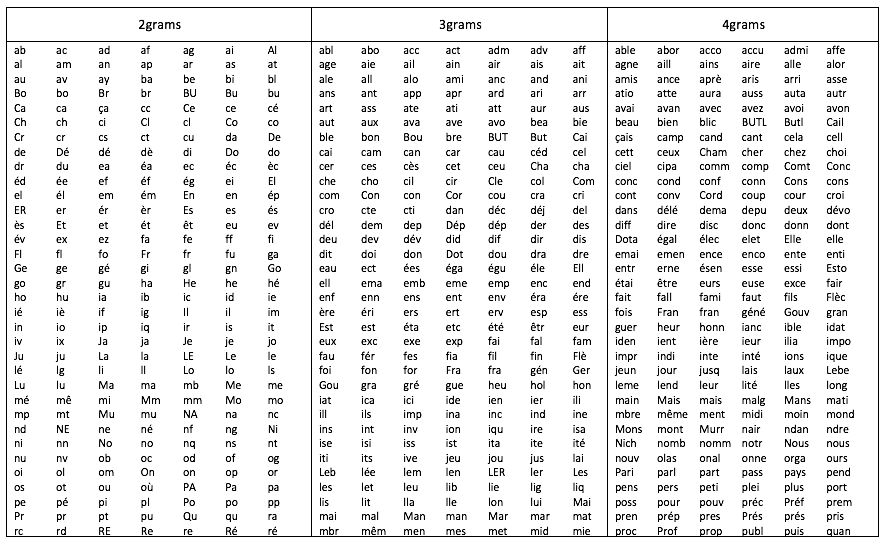 2grams 3grams 4grams
ab ac ad af ag ai Al abl abo acc act adm adv aff able abor acco accu admi affe
al am an ap ar as at age aie ail ain air ais ait agne aill ains aire alle alor
au av ay ba be bi bl ale all alo ami anc and ani amis ance aprè aris arri asse
Bo bo Br br BU Bu bu ans ant app apr ard ari arr atio atte aura auss auta autr
Ca ca ça cc Ce ce cé art ass ate ati att aur aus avai avan avec avez avoi avon
Ch ch ci Cl cl Co co aut aux ava ave avo bea bie beau bien blic BUTL Butl Cail
Cr cr cs ct cu da De ble bon Bou bre BUT But Cai çais camp cand cant cela cell
de Dé dé dè di Do do cai cam can car cau céd cel cett ceux Cham cher chez choi
dr du ea éa ec éc èc cer ces cès cet ceu Cha cha ciel cipa comm comp Comt Conc
éd ée ef éf ég ei El che cho cil cir Cle col Com conc cond conf conn Cons cons
el él em ém En en ép com Con con Cor cou cra cri cont conv Cord coup cour croi
ER er ér èr Es es és cro cte cti dan déc déj del dans délé dema depu deux dévo
ès Et et ét êt eu ev dél dem dep Dép dép der des diff dire disc donc donn dont
év ex ez fa fe ff fi deu dev dév did dif dir dis Dota égal élec elet Elle elle
Fl fl fo Fr fr fu ga dit doi don Dot dou dra dre emai emen ence enco ente enti
Ge ge gé gi gl gn Go eau ect ées éga égu éle Ell entr erne ésen esse essi Esto
go gr gu ha He he hé ell ema emb eme emp enc end étai être eurs euse exce fair
ho hu ia ib ic id ie enf enn ens ent env éra ére fait fall fami faut fils Flèc
ié iè if ig Il il im ère éri ers ert erv esp ess fois Fran fran géné Gouv gran
in io ip iq ir is it Est est éta etc été êtr eur guer heur honn ianc ible idat
iv ix Ja ja Je je jo eux exc exe exp fai fal fam iden ient ière ieur ilia impo
Ju ju La la LE Le le fau fér fes fia fil fin Flè impr indi inte inté ions ique
lé lg li ll Lo lo ls foi fon for Fra fra gén Ger jeun jour jusq lais laux Lebe
Lu lu Ma ma mb Me me Gou gra gré gue heu hol hon leme lend leur lité lles long
mé mê mi Mm mm Mo mo iat ica ici ide ien ier ili main Mais mais malg Mans mati
mp mt Mu mu NA na nc ill ils imp ina inc ind ine mbre même ment midi moin mond
nd NE ne né nf ng Ni ins int inv ion iqu ire isa Mons mont Murr nair ndan ndre
ni nn No no nq ns nt ise isi iss ist ita ite ité Nich nomb nomm notr Nous nous
nu nv ob oc od of og iti its ive jeu jou jus lai nouv olas onal onne orga ours
oi ol om On on op or Leb lée lem len LER ler Les Pari parl part pass pays pend
os ot ou où PA Pa pa les let leu lib lie lig liq pens pers peti plei plus port
pe pé pi pl Po po pp lis lit lla lle lon lui Mai poss pour pouv préc Préf prem
Pr pr pt pu Qu qu ra mai mal Man man Mar mar mat pren prép pres Prés prés puis
rc rd RE Re re Ré ré mbr mêm men mes met mid mie proc Prof prop publ quan